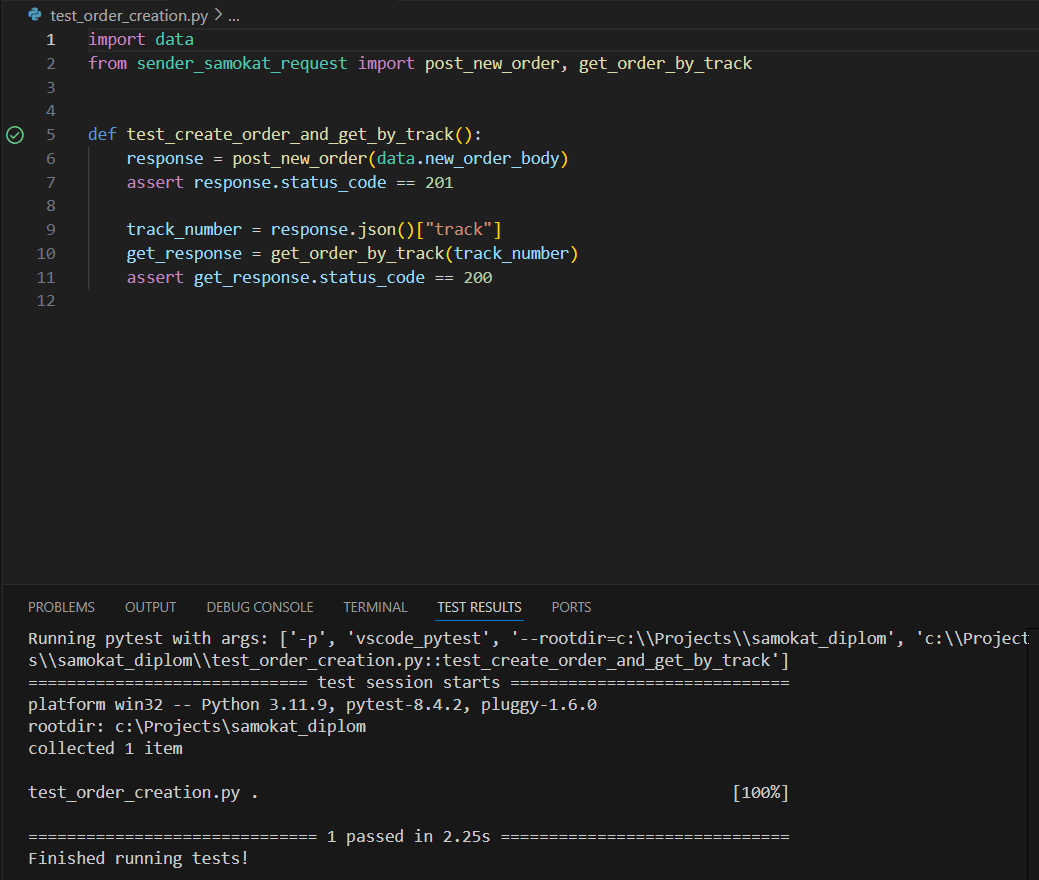 test_order_creation.py > ...
1 import data
2 from sender_samokat_request import post_new_order, get_order_by_track
3
4
5 def test_create_order_and_get_by_track():
6     response = post_new_order(data.new_order_body)
7     assert response.status_code == 201
8
9     track_number = response.json()["track"]
10     get_response = get_order_by_track(track_number)
11     assert get_response.status_code == 200
12
PROBLEMS OUTPUT DEBUG CONSOLE TERMINAL TEST RESULTS PORTS
Running pytest with args: ['-p', 'vscode_pytest', '--rootdir=c:\\Projects\\samokat_diplom', 'c:\\Project
s\\samokat_diplom\\test_order_creation.py::test_create_order_and_get_by_track']
============================= test session starts =============================
platform win32 -- Python 3.11.9, pytest-8.4.2, pluggy-1.6.0
rootdir: c:\Projects\samokat_diplom
collected 1 item

test_order_creation.py .                                                 [100%]

============================== 1 passed in 2.25s ==============================
Finished running tests!